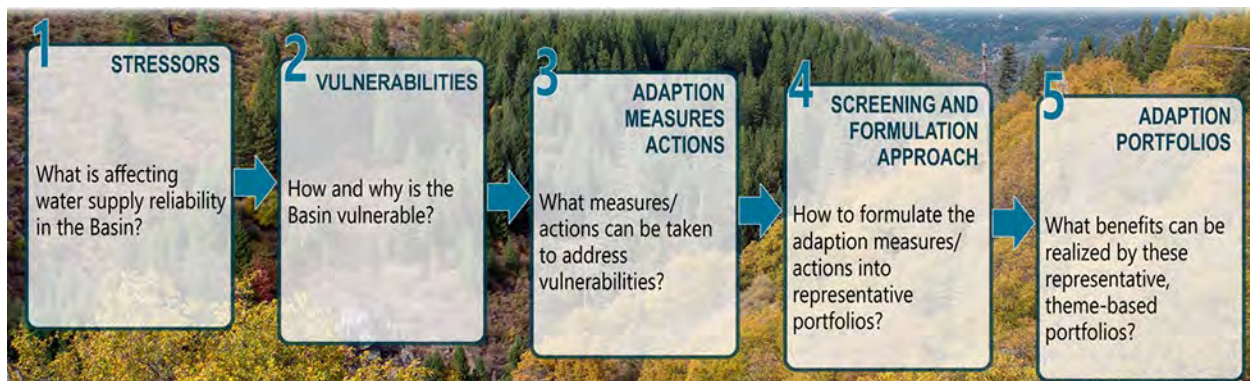 1
STRESSORS
What is affecting
water supply reliability
in the Basin?
2
VULNERABILITIES
How and why is the
Basin vulnerable?
3
ADAPTION
MEASURES
ACTIONS
What measures/
actions can be taken
to address
vulnerabilities?
4
SCREENING AND
FORMULATION
APPROACH
How to formulate the
adaption measures/
actions into
representative
portfolios?
5
ADAPTION
PORTFOLIOS
What benefits can be
realized by these
representative,
theme-based
portfolios?